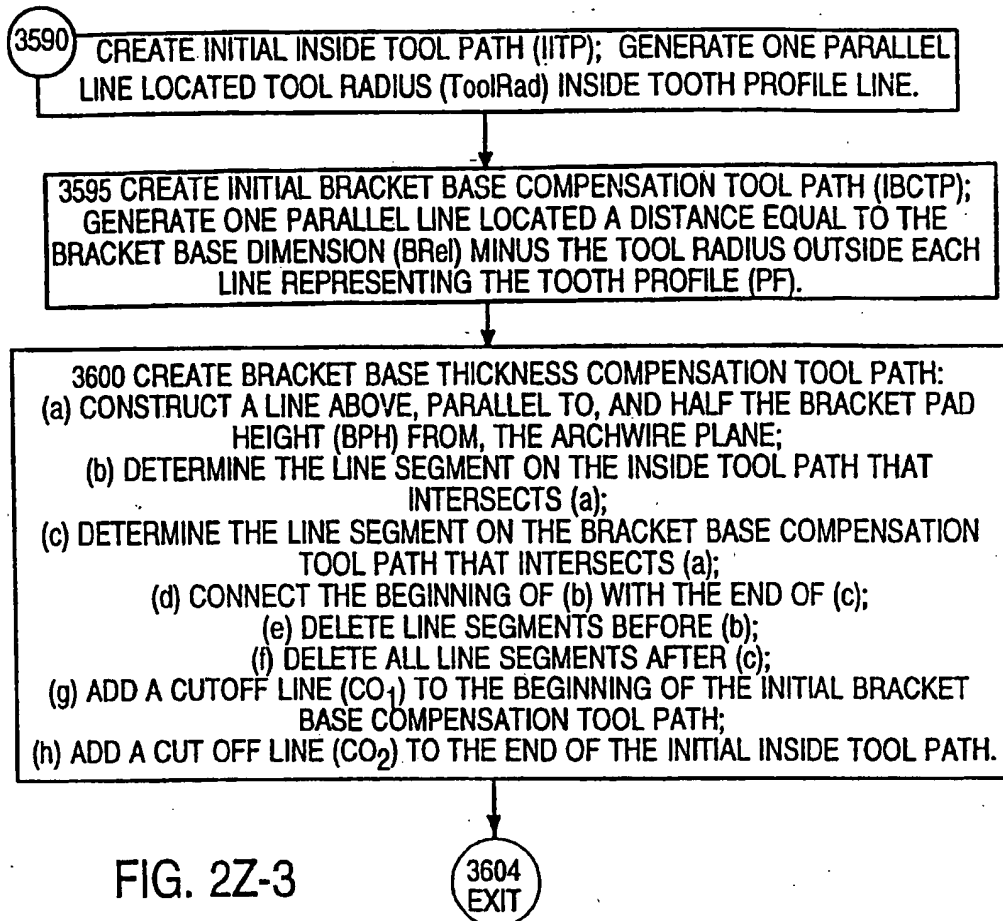 3590 CREATE INITIAL INSIDE TOOL PATH (IITP); GENERATE ONE PARALLEL
LINE LOCATED TOOL RADIUS (ToolRad) INSIDE TOOTH PROFILE LINE.
3595 CREATE INITIAL BRACKET BASE COMPENSATION TOOL PATH (IBCTP);
GENERATE ONE PARALLEL LINE LOCATED A DISTANCE EQUAL TO THE
BRACKET BASE DIMENSION (BRel) MINUS THE TOOL RADIUS OUTSIDE EACH
LINE REPRESENTING THE TOOTH PROFILE (PF).
3600 CREATE BRACKET BASE THICKNESS COMPENSATION TOOL PATH:
(a) CONSTRUCT A LINE ABOVE, PARALLEL TO, AND HALF THE BRACKET PAD
HEIGHT (BPH) FROM, THE ARCHWIRE PLANE;
(b) DETERMINE THE LINE SEGMENT ON THE INSIDE TOOL PATH THAT
INTERSECTS (a);
(c) DETERMINE THE LINE SEGMENT ON THE BRACKET BASE COMPENSATION
TOOL PATH THAT INTERSECTS (a);
(d) CONNECT THE BEGINNING OF (b) WITH THE END OF (c);
(e) DELETE LINE SEGMENTS BEFORE (b);
(f) DELETE ALL LINE SEGMENTS AFTER (c);
(g) ADD A CUTOFF LINE (CO₁) TO THE BEGINNING OF THE INITIAL BRACKET
BASE COMPENSATION TOOL PATH;
(h) ADD A CUT OFF LINE (CO₂) TO THE END OF THE INITIAL INSIDE TOOL PATH.
3604
EXIT
FIG. 2Z-3